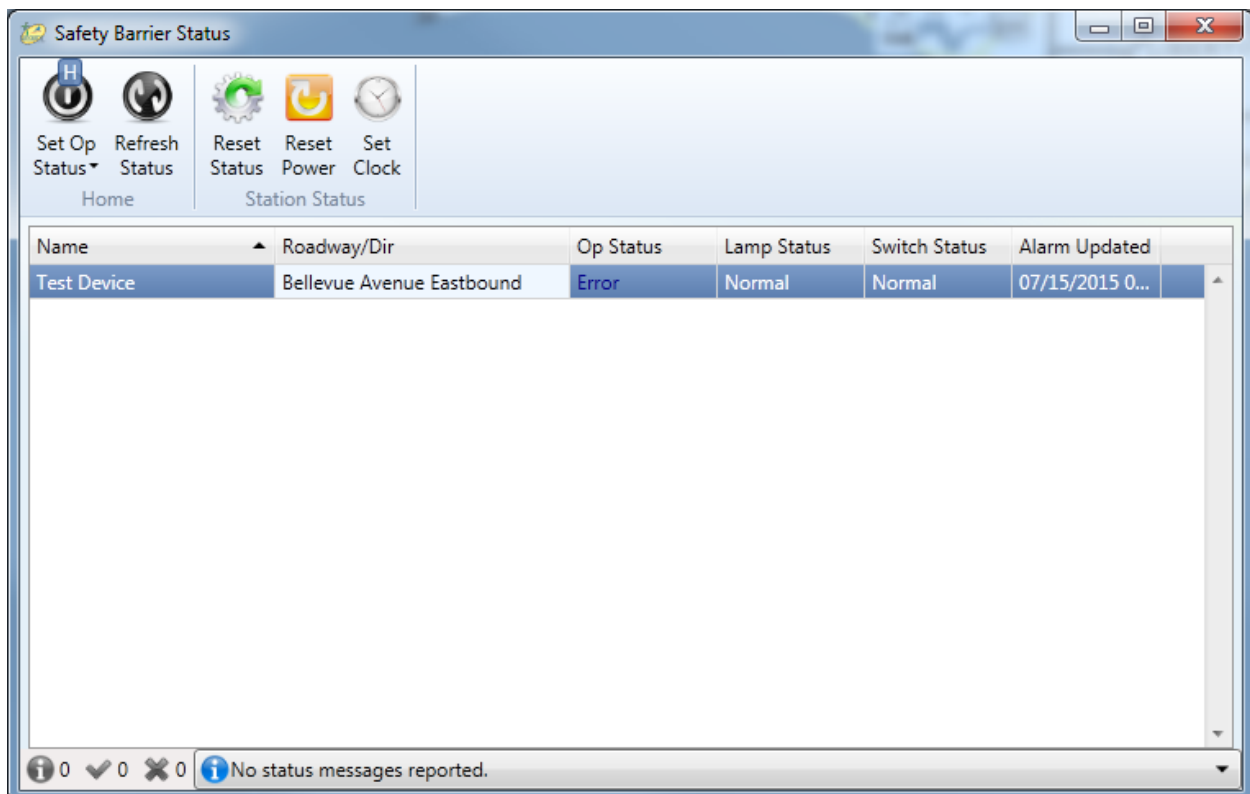 Safety Barrier Status
H
Set Op Status
Refresh Status
Reset Status
Reset Power
Set Clock
Home
Station Status
Name Roadway/Dir Op Status Lamp Status Switch Status Alarm Updated
Test Device Bellevue Avenue Eastbound Error Normal Normal 07/15/2015 0...
0 0 0 No status messages reported.